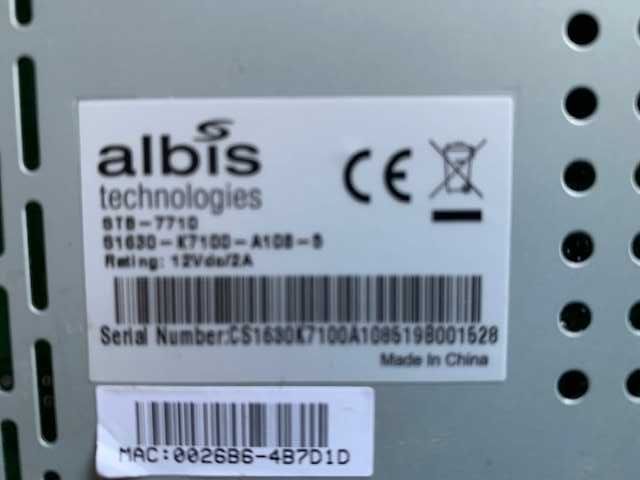 albis
technologies
STB-7710
S1630-K7100-A108-5
Rating: 12Vdc/2A
CE
Serial Number:CS1630K7100A1085198001528
Made In China
MAC:0026B6-4B7D1D